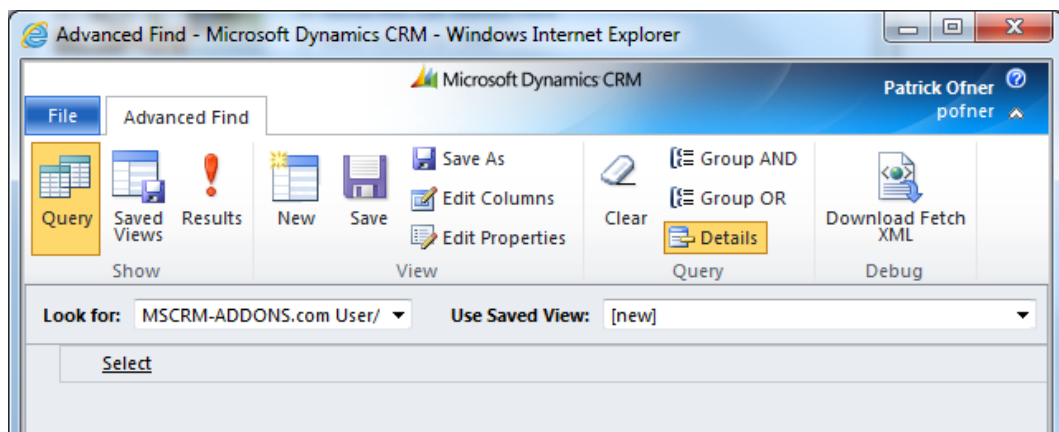 Advanced Find - Microsoft Dynamics CRM - Windows Internet Explorer
Microsoft Dynamics CRM
Patrick Ofner
pofner
File
Advanced Find
Query
Saved Views
Results
New
Save
Save As
Edit Columns
Edit Properties
Clear
Group AND
Group OR
Details
Download Fetch XML
Show
View
Query
Debug
Look for: MSCRM-ADDONS.com User/ Use Saved View: [new]
Select